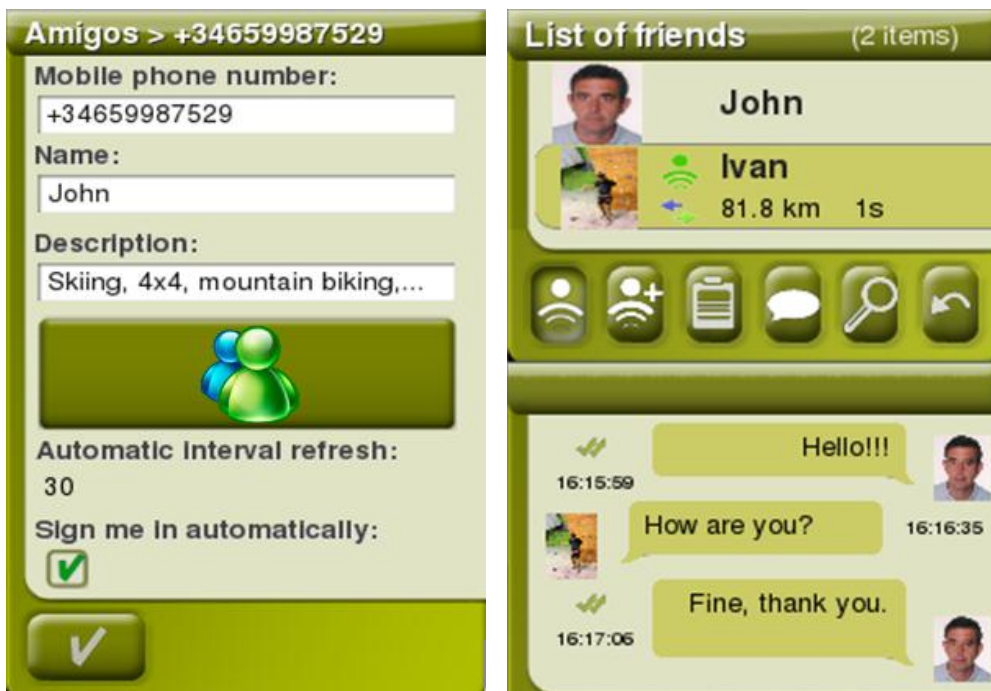 Amigos > +34659987529
Mobile phone number:
+34659987529
Name:
John
Description:
Skiing, 4x4, mountain biking,...
Automatic interval refresh:
30
Sign me in automatically:
List of friends (2 items)
John
Ivan
81.8 km 1s
Hello!!!
16:15:59
How are you?
16:16:35
Fine, thank you.
16:17:06